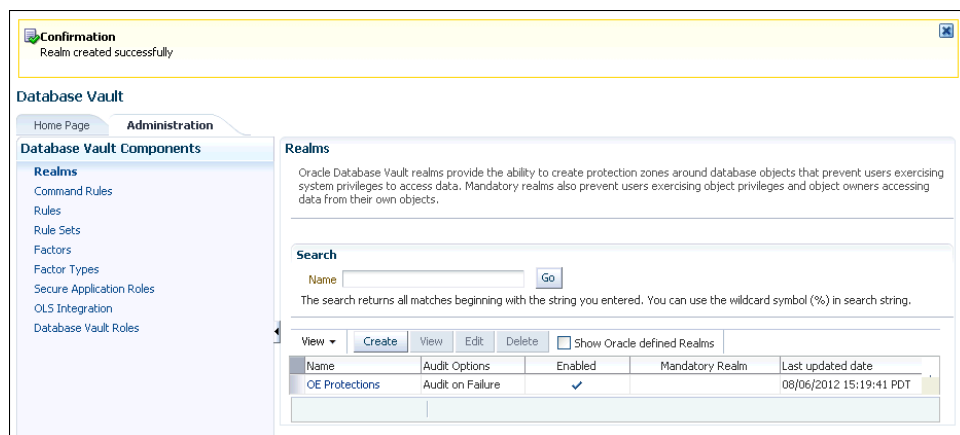 Confirmation
Realm created successfully
Database Vault
Home Page Administration
Database Vault Components
Realms
Command Rules
Rules
Rule Sets
Factors
Factor Types
Secure Application Roles
OLS Integration
Database Vault Roles
Realms
Oracle Database Vault realms provide the ability to create protection zones around database objects that prevent users exercising
system privileges to access data. Mandatory realms also prevent users exercising object privileges and object owners accessing
data from their own objects.
Search
Name Go
The search returns all matches beginning with the string you entered. You can use the wildcard symbol (%) in search string.
View Create View Edit Delete Show Oracle defined Realms
Name Audit Options Enabled Mandatory Realm Last updated date
OE Protections Audit on Failure 08/06/2012 15:19:41 PDT